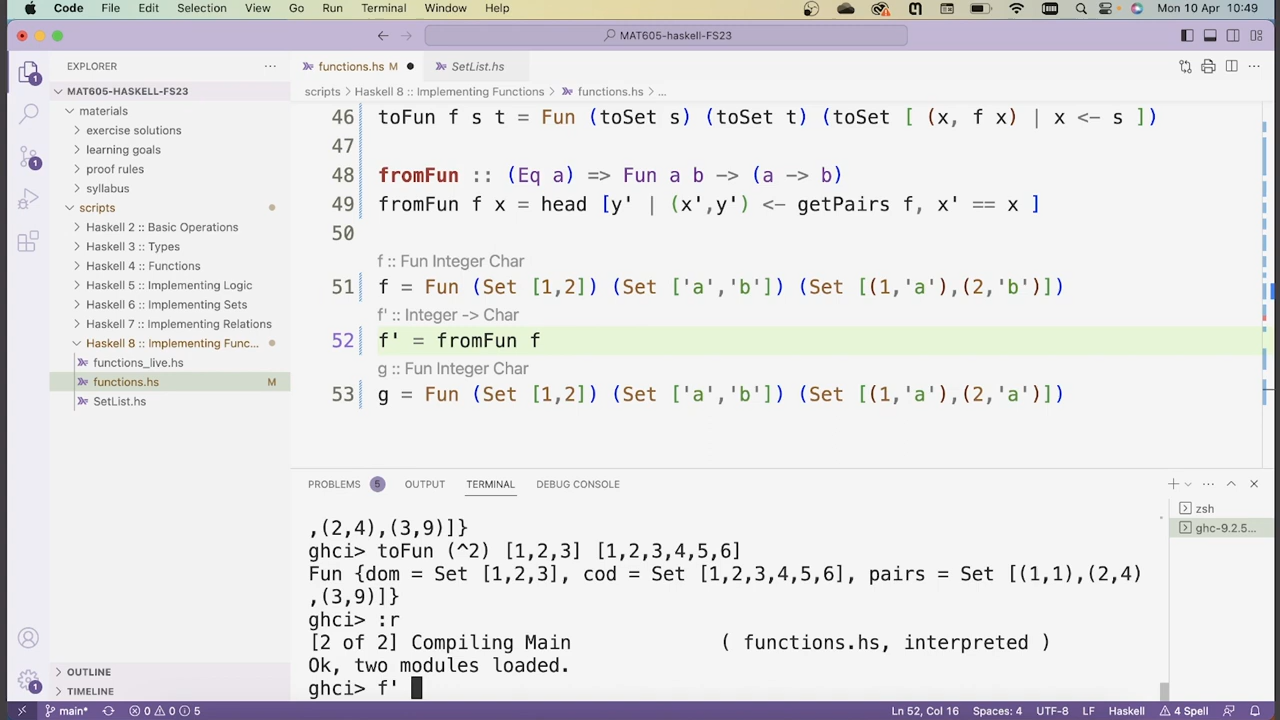 Code File Edit Selection View Go Run Terminal Window Help Mon 10 Apr 10:49
MAT605-haskell-FS23
EXPLORER
functions.hs M
SetList.hs
MAT605-HASKELL-FS23
materials
exercise solutions
learning goals
proof rules
syllabus
scripts
Haskell 2 :: Basic Operations
Haskell 3 :: Types
Haskell 4 :: Functions
Haskell 5 :: Implementing Logic
Haskell 6 :: Implementing Sets
Haskell 7 :: Implementing Relations
Haskell 8 :: Implementing Func...
functions_live.hs
functions.hs M
SetList.hs
OUTLINE
TIMELINE
scripts > Haskell 8 :: Implementing Functions > functions.hs > ...
46 toFun f s t = Fun (toSet s) (toSet t) (toSet [ (x, f x) | x <- s ])
47
48 fromFun :: (Eq a) => Fun a b -> (a -> b)
49 fromFun f x = head [y' | (x',y') <- getPairs f, x' == x ]
50
f :: Fun Integer Char
51 f = Fun (Set [1,2]) (Set ['a','b']) (Set [(1,'a'),(2,'b')])
f' :: Integer -> Char
52 f' = fromFun f
g :: Fun Integer Char
53 g = Fun (Set [1,2]) (Set ['a','b']) (Set [(1,'a'),(2,'a')])
PROBLEMS 5 OUTPUT TERMINAL DEBUG CONSOLE
,(2,4),(3,9)]}
ghci> toFun (^2) [1,2,3] [1,2,3,4,5,6]
Fun {dom = Set [1,2,3], cod = Set [1,2,3,4,5,6], pairs = Set [(1,1),(2,4)
,(3,9)]}
ghci> :r
[2 of 2] Compiling Main ( functions.hs, interpreted )
Ok, two modules loaded.
ghci> f'
zsh
ghc-9.2.5...
main* 0 0 5 Ln 52, Col 16 Spaces: 4 UTF-8 LF Haskell 4 Spell